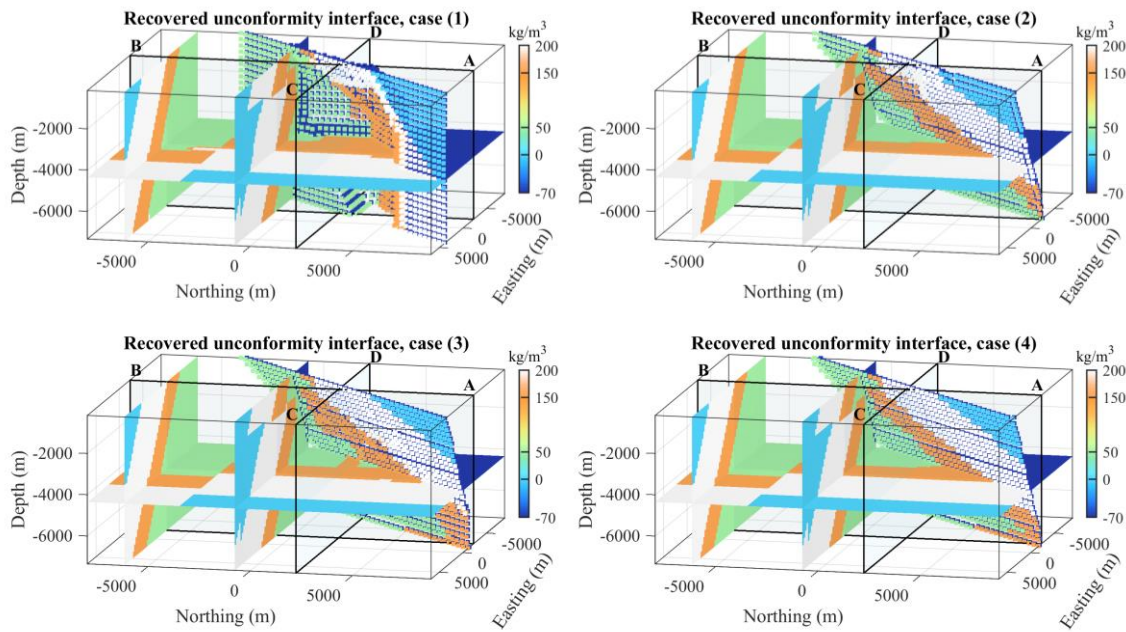 Recovered unconformity interface, case (1)
kg/m³
200
150
50
0
-70
B
D
A
C
Depth (m)
-2000
-4000
-6000
-5000
0
5000
Northing (m)
-5000
0
5000
Easting (m)
Recovered unconformity interface, case (2)
kg/m³
200
150
50
0
-70
B
D
A
C
Depth (m)
-2000
-4000
-6000
-5000
0
5000
Northing (m)
-5000
0
5000
Easting (m)
Recovered unconformity interface, case (3)
kg/m³
200
150
50
0
-70
B
D
A
C
Depth (m)
-2000
-4000
-6000
-5000
0
5000
Northing (m)
-5000
0
5000
Easting (m)
Recovered unconformity interface, case (4)
kg/m³
200
150
50
0
-70
B
D
A
C
Depth (m)
-2000
-4000
-6000
-5000
0
5000
Northing (m)
-5000
0
5000
Easting (m)